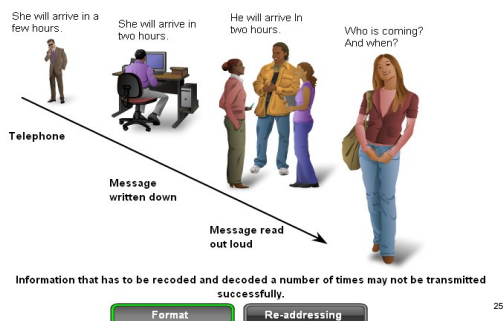 She will arrive in a
few hours.
She will arrive in
two hours.
He will arrive In
two hours.
Who is coming?
And when?
Telephone
Message
written down
Message read
out loud
Information that has to be recoded and decoded a number of times may not be transmitted
successfully.
25
Format
Re-addressing